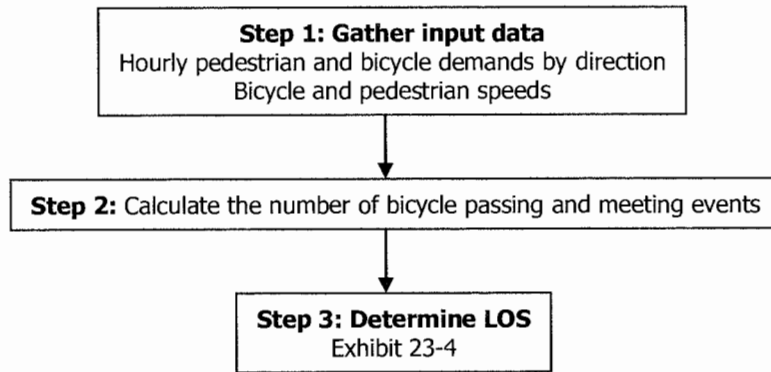 Step 1: Gather input data
Hourly pedestrian and bicycle demands by direction
Bicycle and pedestrian speeds
Step 2: Calculate the number of bicycle passing and meeting events
Step 3: Determine LOS
Exhibit 23-4